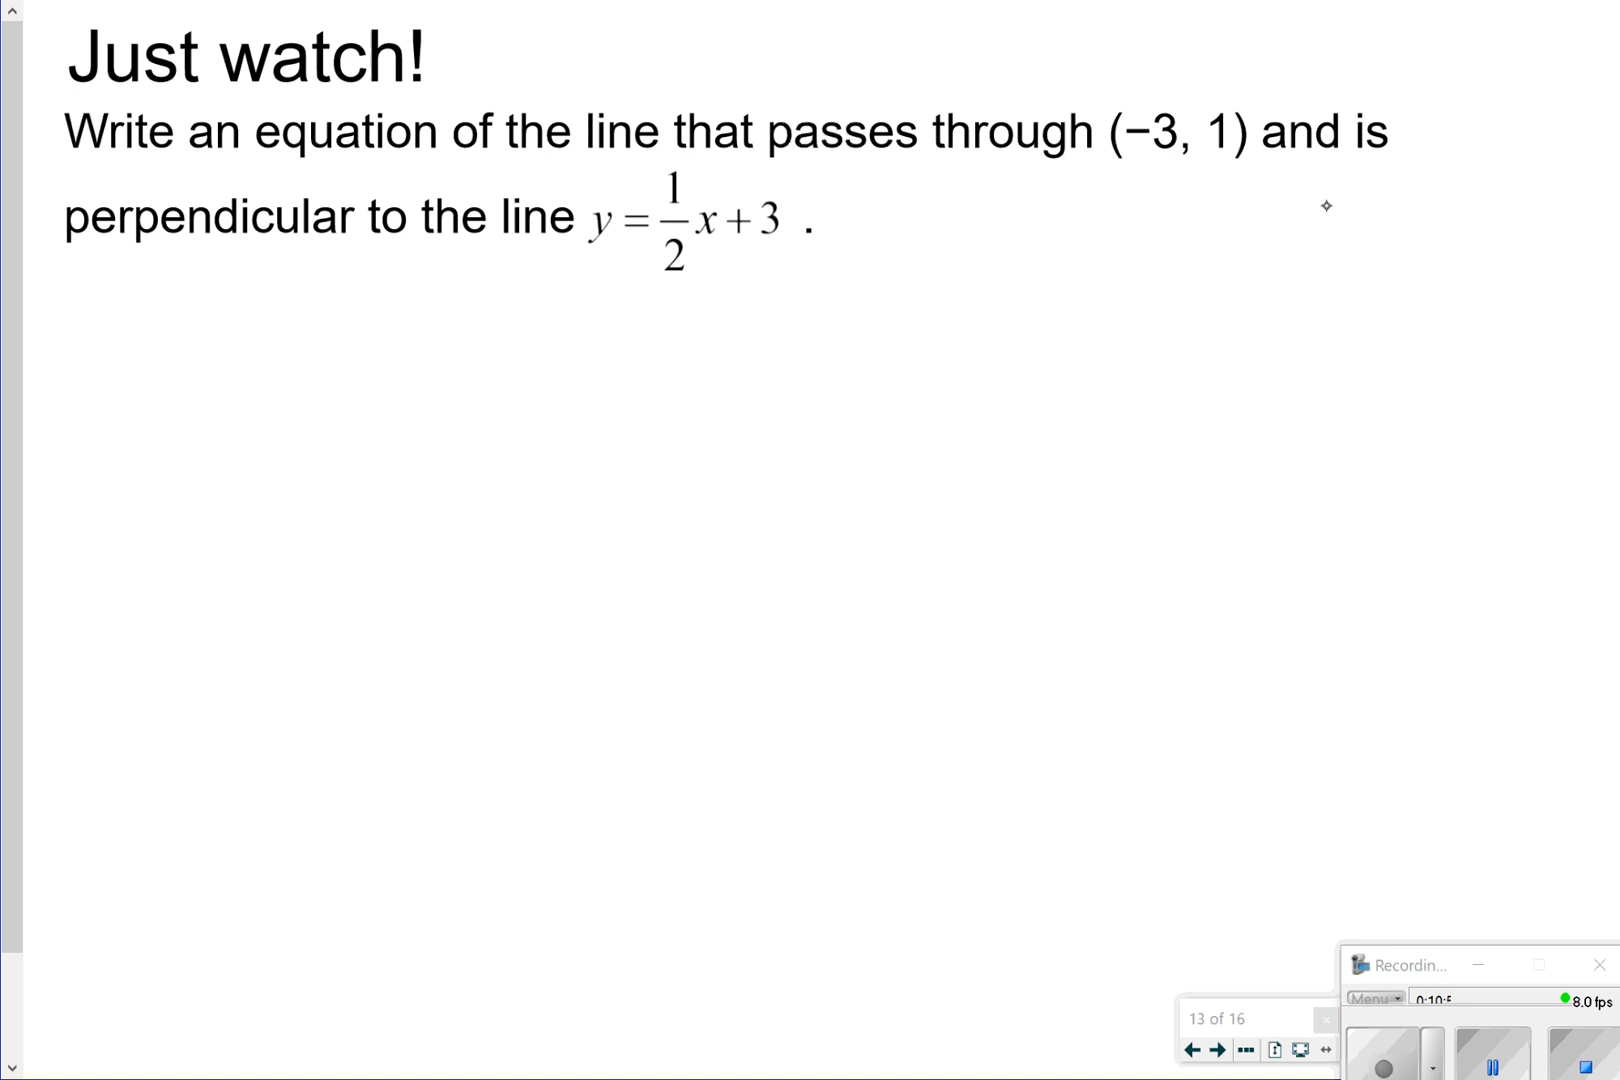 Just watch!
Write an equation of the line that passes through (−3, 1) and is
perpendicular to the line y = 1/2 x + 3 .
Recordin...
Menu
8.0 fps
13 of 16